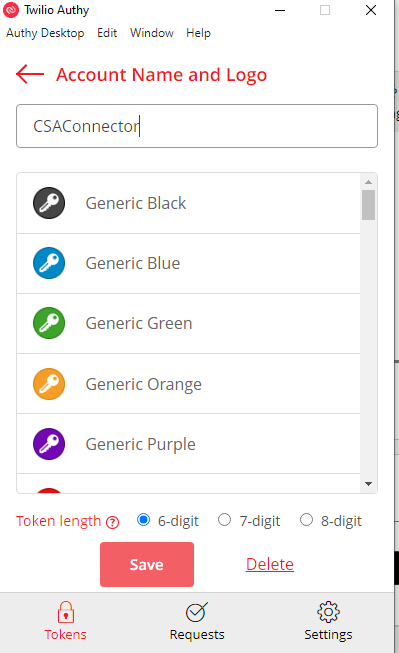 Twilio Authy
Authy Desktop Edit Window Help
Account Name and Logo
CSAConnector
Generic Black
Generic Blue
Generic Green
Generic Orange
Generic Purple
Token length ? 6-digit 7-digit 8-digit
Save Delete
Tokens Requests Settings